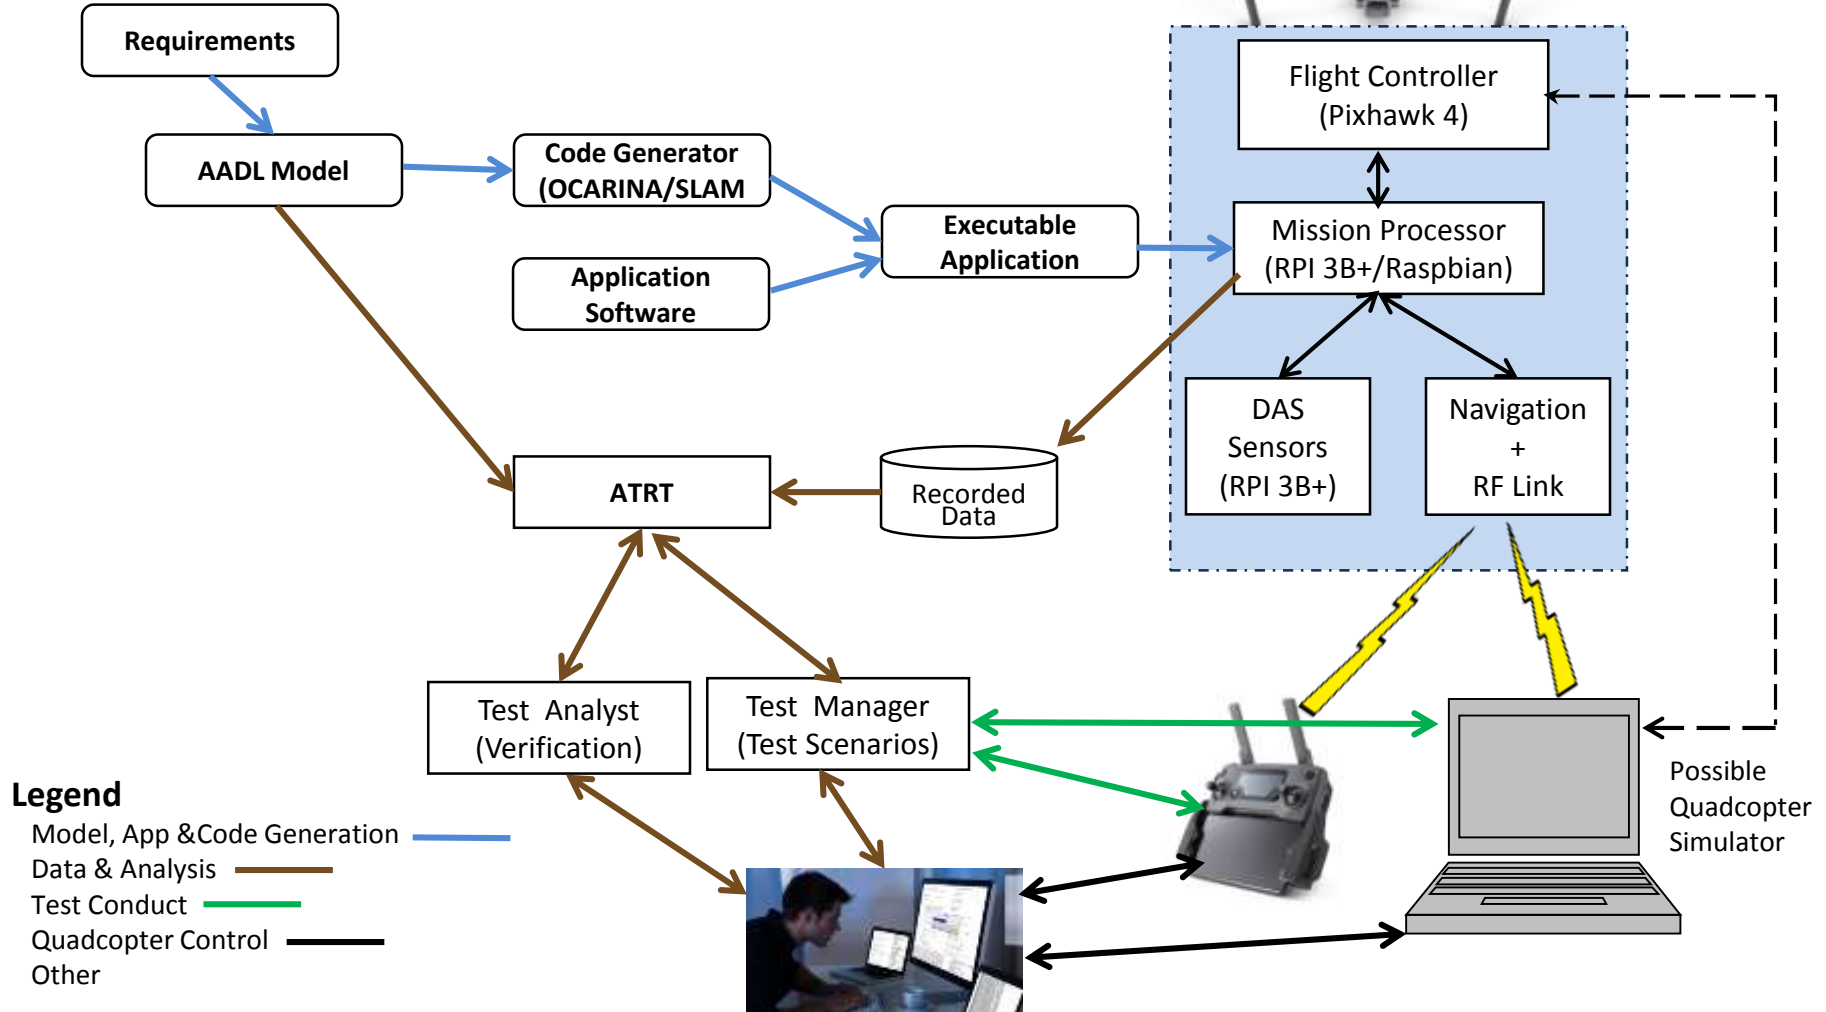 Requirements
Flight Controller
(Pixhawk 4)
AADL Model
Code Generator
(OCARINA/SLAM
Executable
Application
Mission Processor
(RPI 3B+/Raspbian)
Application
Software
DAS
Sensors
(RPI 3B+)
Navigation
+
RF Link
ATRT
Recorded
Data
Test Analyst
(Verification)
Test Manager
(Test Scenarios)
Possible
Quadcopter
Simulator
Legend
Model, App &Code Generation
Data & Analysis
Test Conduct
Quadcopter Control
Other